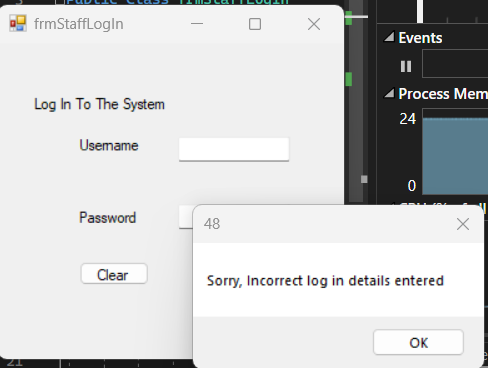 Public Class frmStaffLogIn
frmStaffLogIn
Events
Log In To The System
Process Mem
Username
24
0
Password
48
Clear
Sorry, Incorrect log in details entered
OK
21